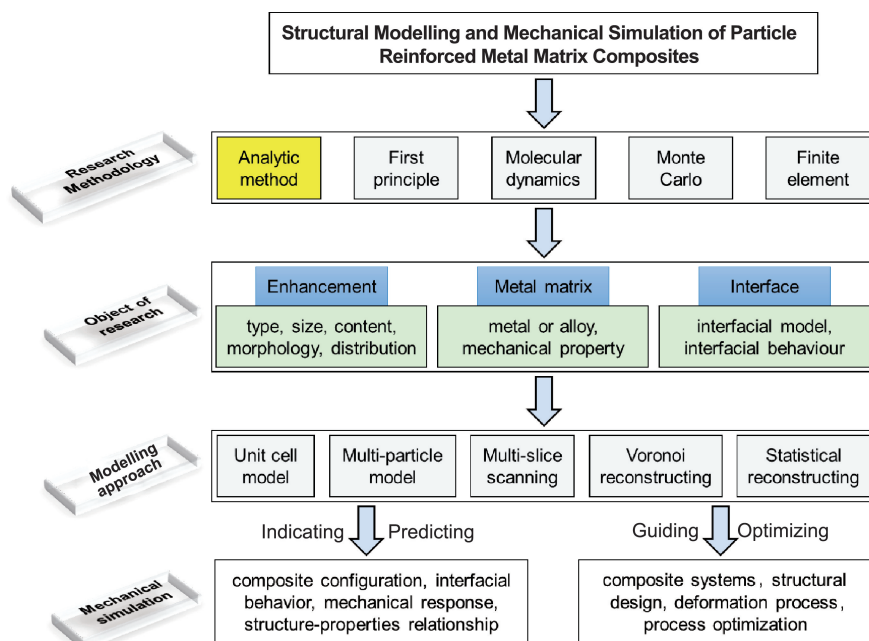 Structural Modelling and Mechanical Simulation of Particle
Reinforced Metal Matrix Composites
Research
Methodology
Analytic
method
First
principle
Molecular
dynamics
Monte
Carlo
Finite
element
Object of
research
Enhancement
type, size, content,
morphology, distribution
Metal matrix
metal or alloy,
mechanical property
Interface
interfacial model,
interfacial behaviour
Modelling
approach
Unit cell
model
Multi-particle
model
Multi-slice
scanning
Voronoi
reconstructing
Statistical
reconstructing
Indicating Predicting
Guiding Optimizing
Mechanical
simulation
composite configuration, interfacial
behavior, mechanical response,
structure-properties relationship
composite systems, structural
design, deformation process,
process optimization